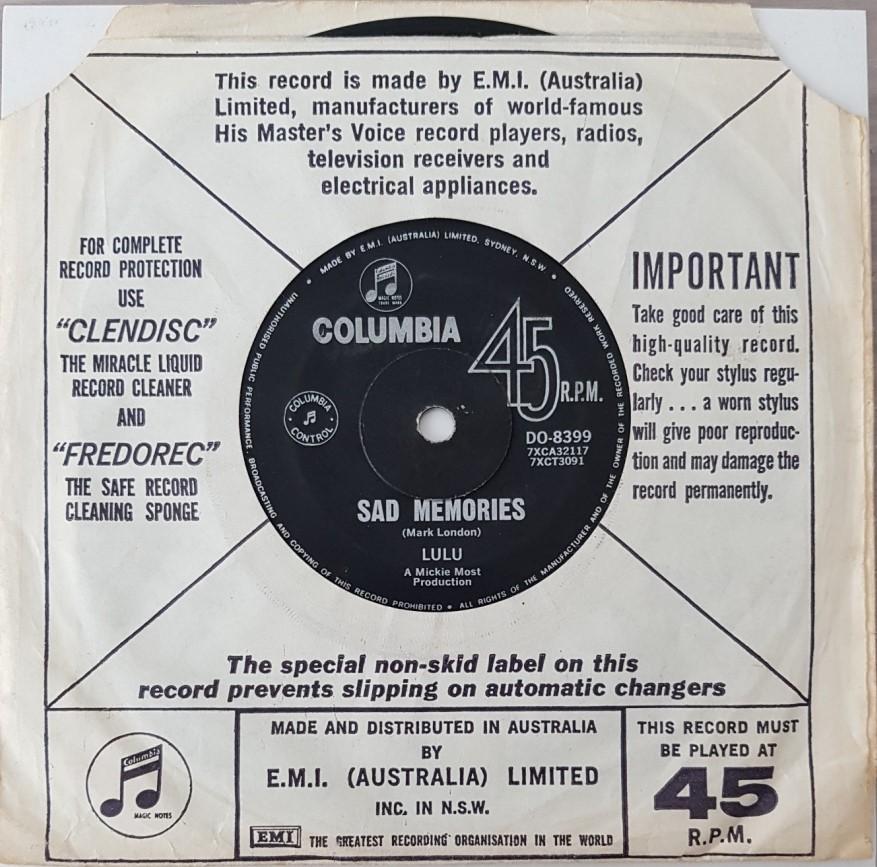 This record is made by E.M.I. (Australia)
Limited, manufacturers of world-famous
His Master's Voice record players, radios,
television receivers and
electrical appliances.
FOR COMPLETE
RECORD PROTECTION
USE
"CLENDISC"
THE MIRACLE LIQUID
RECORD CLEANER
AND
"FREDOREC"
THE SAFE RECORD
CLEANING SPONGE
MADE BY E.M.I. (AUSTRALIA) LIMITED, SYDNEY, N.S.W. •
UNAUTHORISED PUBLIC PERFORMANCE, BROADCASTING AND COPYING OF THIS RECORD PROHIBITED • ALL RIGHTS OF THE MANUFACTURER AND OF THE OWNER OF THE RECORDED WORK RESERVED
Columbia
MAGIC NOTES
TRADE MARK
COLUMBIA
45
R.P.M.
COLUMBIA
CONTROL
DO-8399
7XCA32117
7XCT3091
SAD MEMORIES
(Mark London)
LULU
A Mickie Most
Production
IMPORTANT
Take good care of this
high-quality record.
Check your stylus regu-
larly . . . a worn stylus
will give poor reproduc-
tion and may damage the
record permanently.
The special non-skid label on this
record prevents slipping on automatic changers
Columbia
MAGIC NOTES
MADE AND DISTRIBUTED IN AUSTRALIA
BY
E.M.I. (AUSTRALIA) LIMITED
INC. IN N.S.W.
EMI THE GREATEST RECORDING ORGANISATION IN THE WORLD
THIS RECORD MUST
BE PLAYED AT
45
R.P.M.